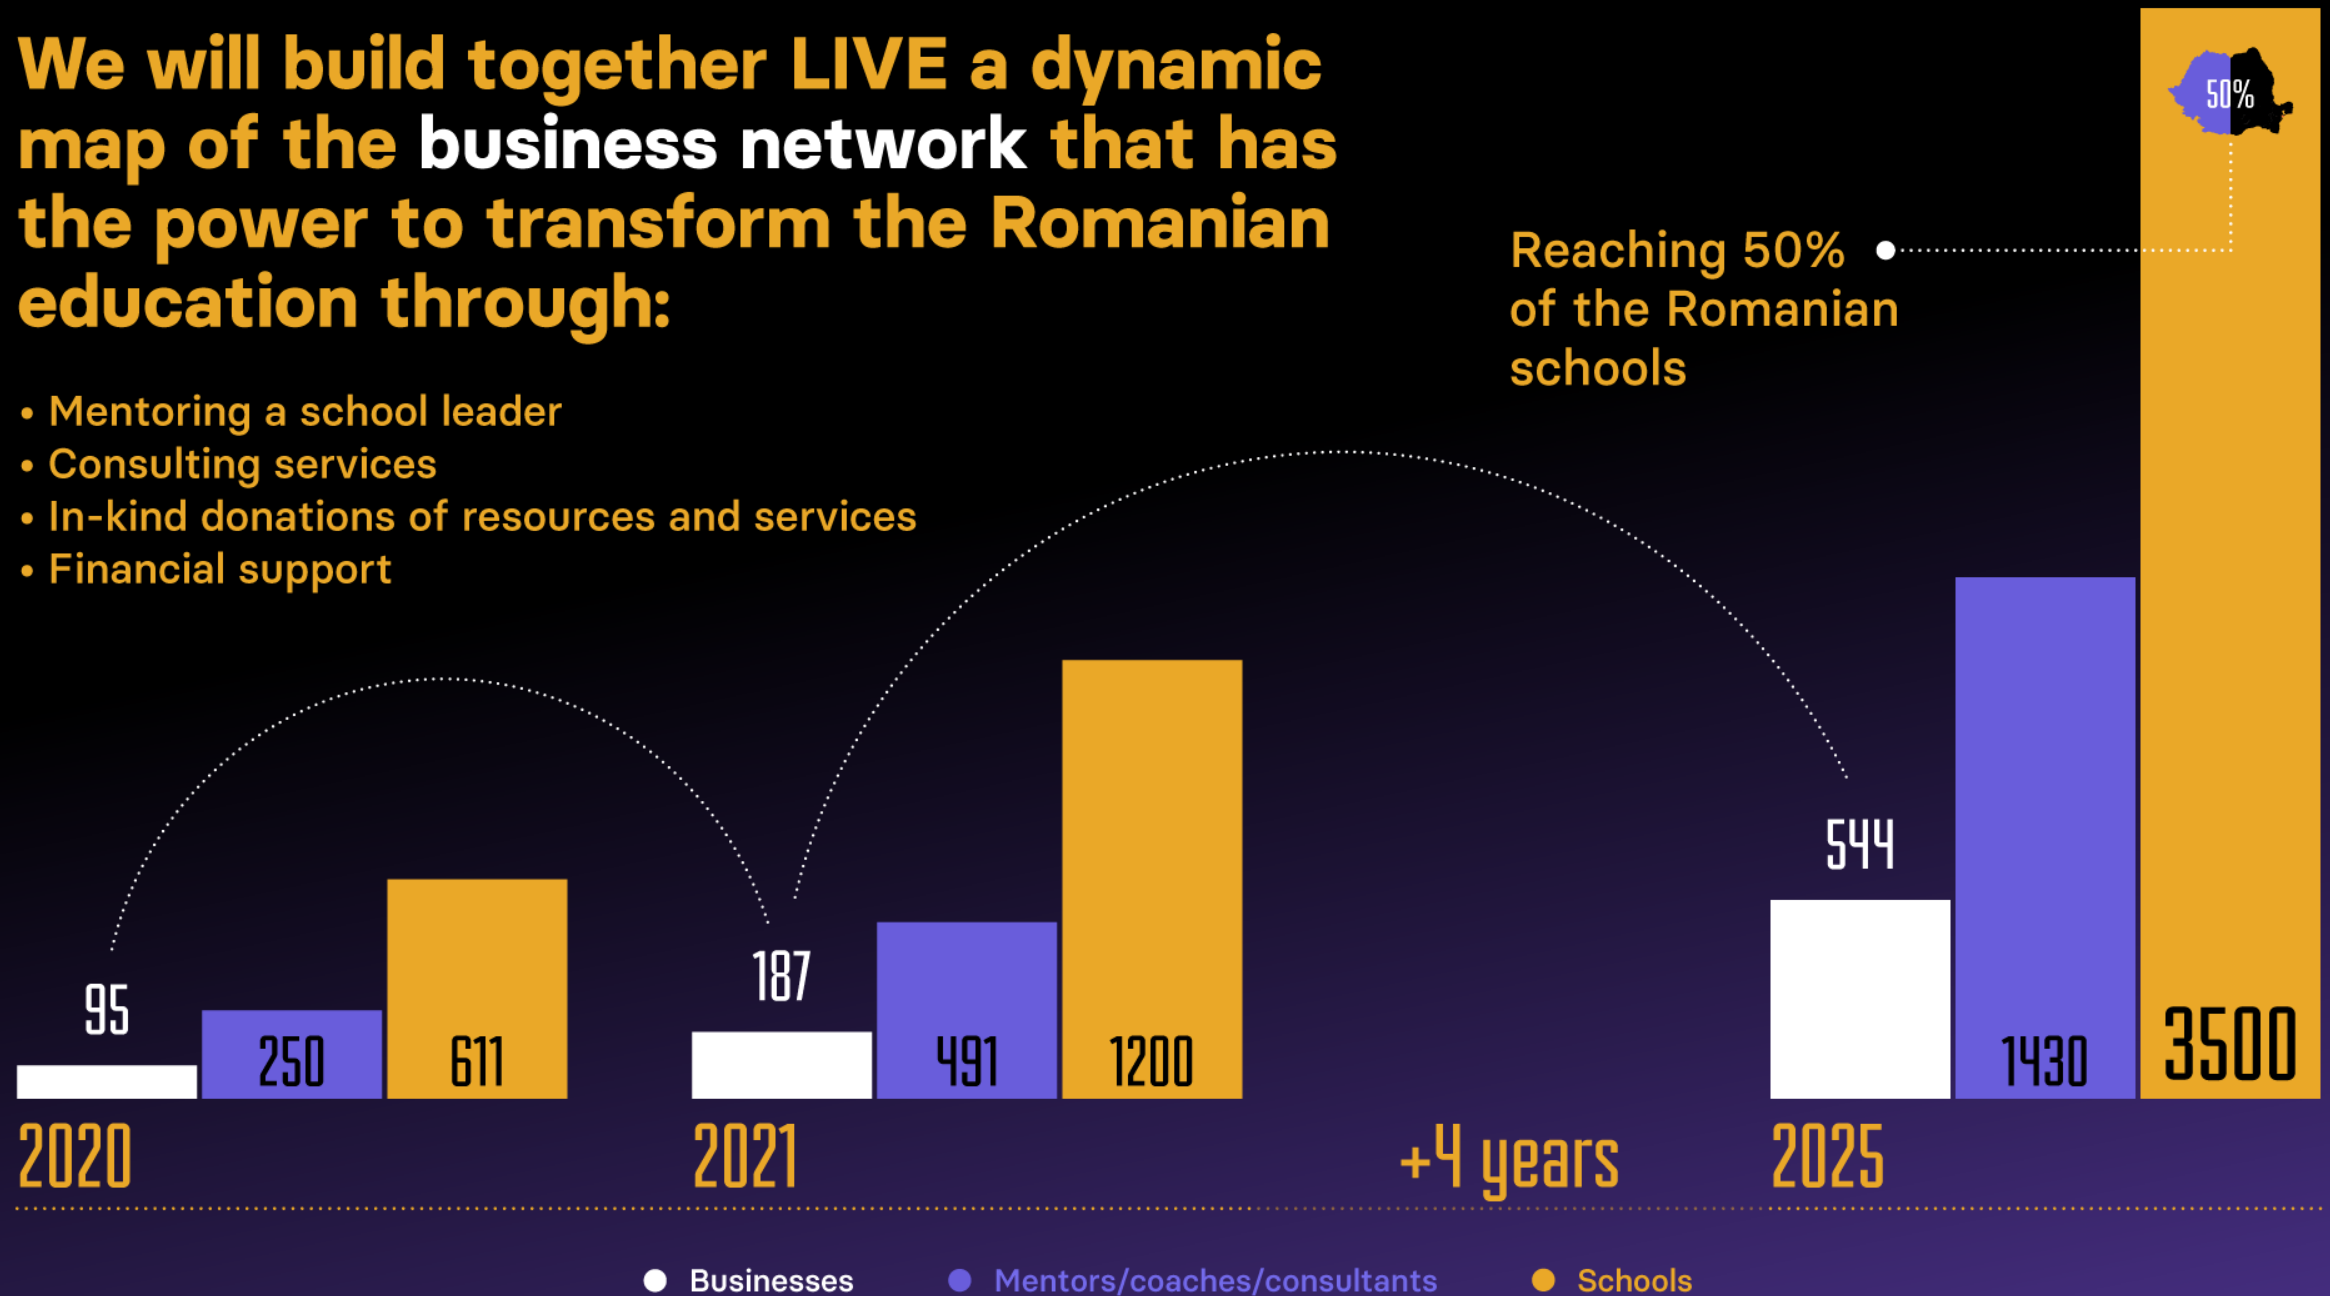 We will build together LIVE a dynamic
map of the business network that has
the power to transform the Romanian
education through:
• Mentoring a school leader
• Consulting services
• In-kind donations of resources and services
• Financial support
50%
Reaching 50%
of the Romanian
schools
95
250
611
187
491
1200
544
1430
3500
2020
2021
+4 years
2025
Businesses
Mentors/coaches/consultants
Schools